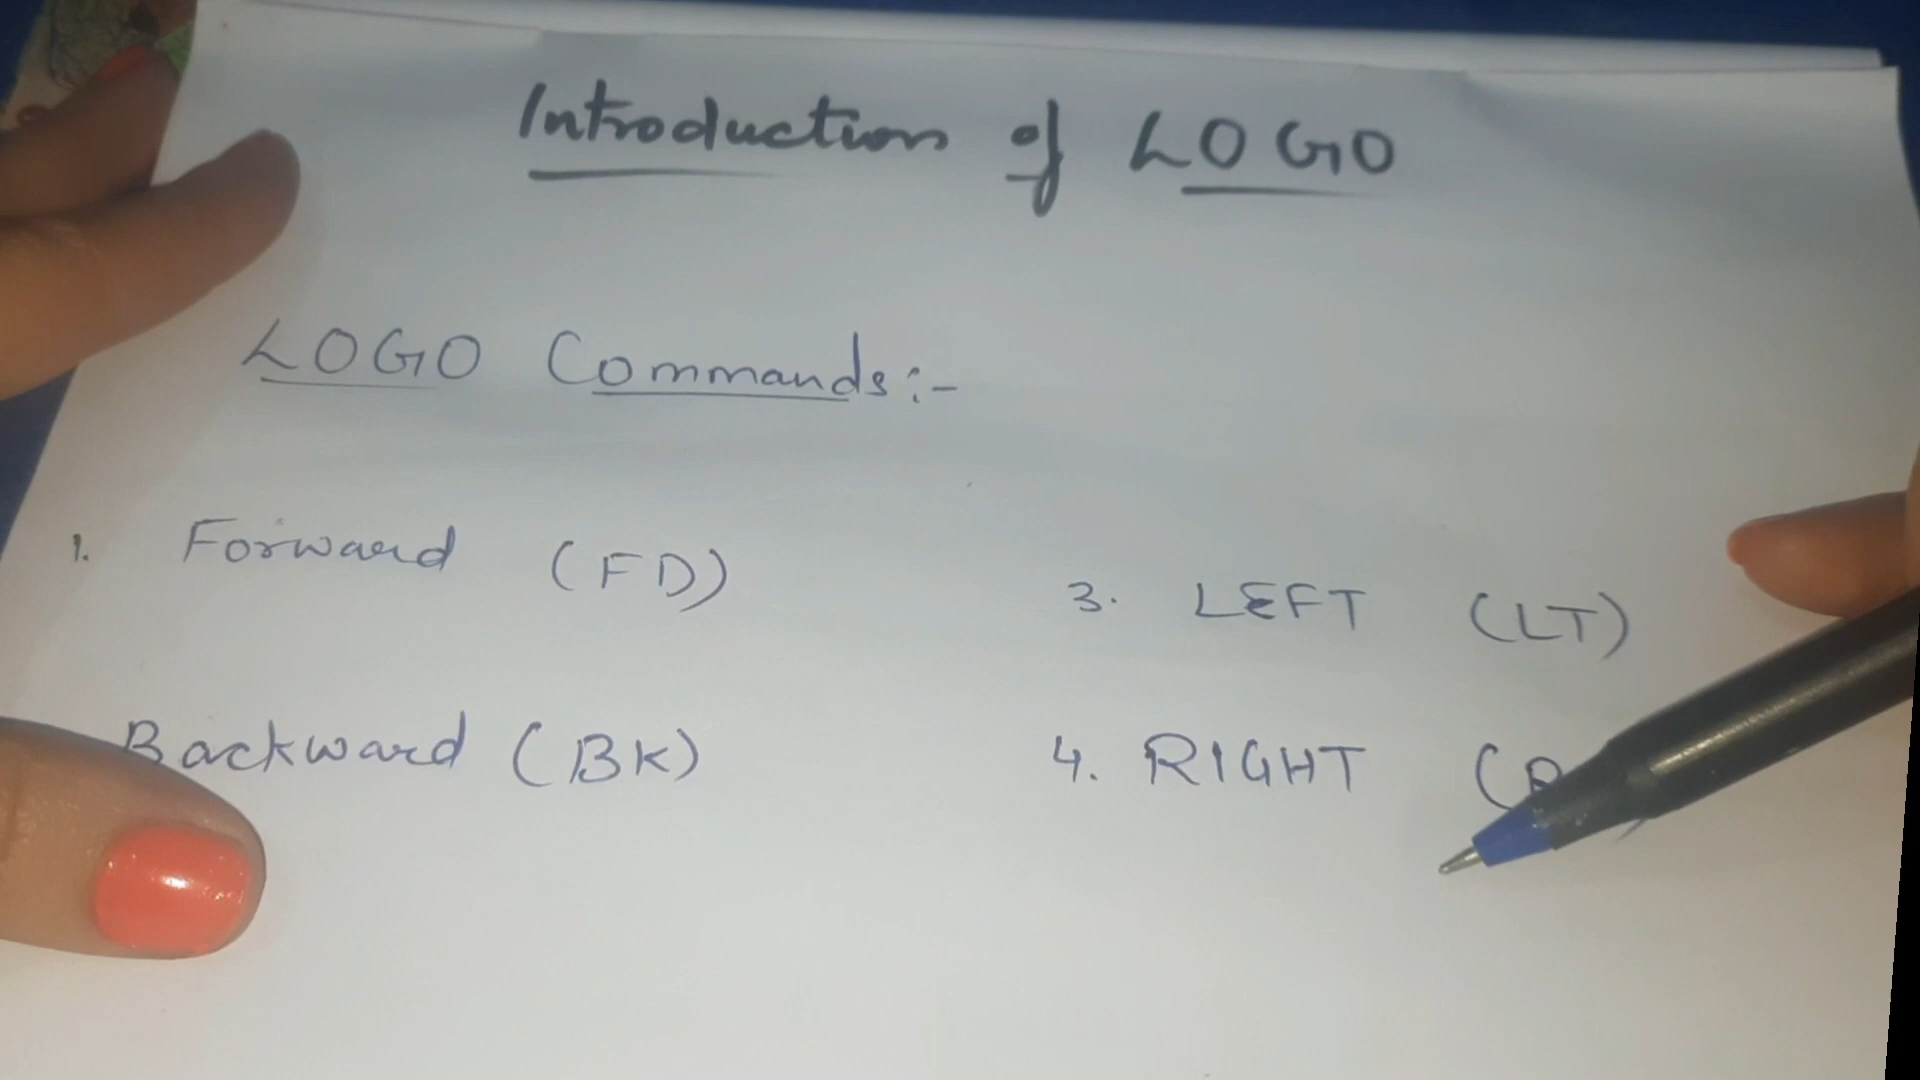 Introduction of LOGO
LOGO Commands:-
1. Forward (FD)
Backward (BK)
3. LEFT (LT)
4. RIGHT (